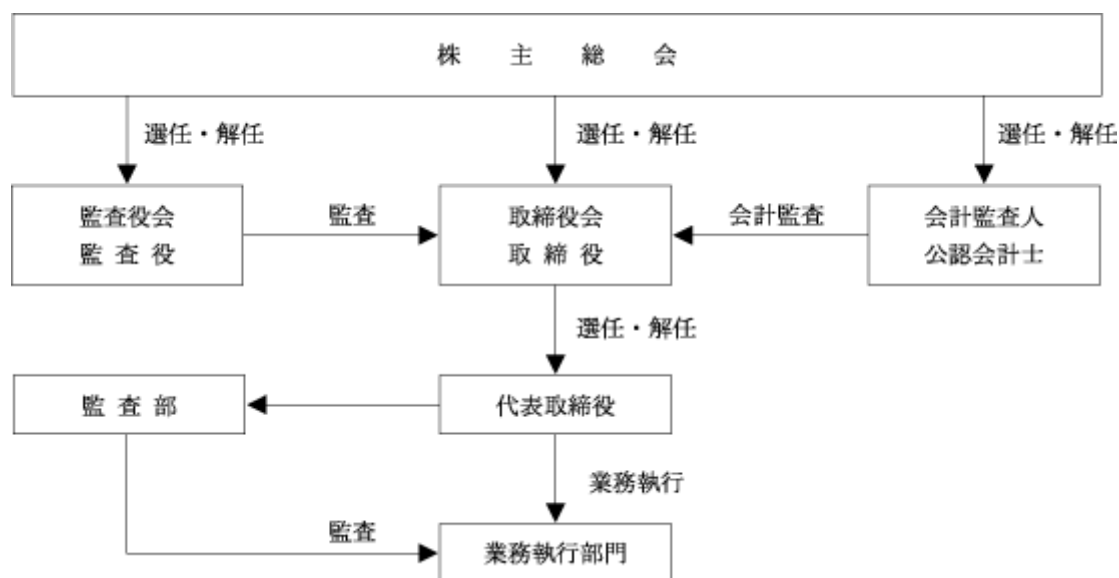 株主総会
選任・解任
選任・解任
選任・解任
監査役会
監査役
監査
取締役会
取締役
会計監査
会計監査人
公認会計士
選任・解任
監査部
代表取締役
業務執行
監査
業務執行部門